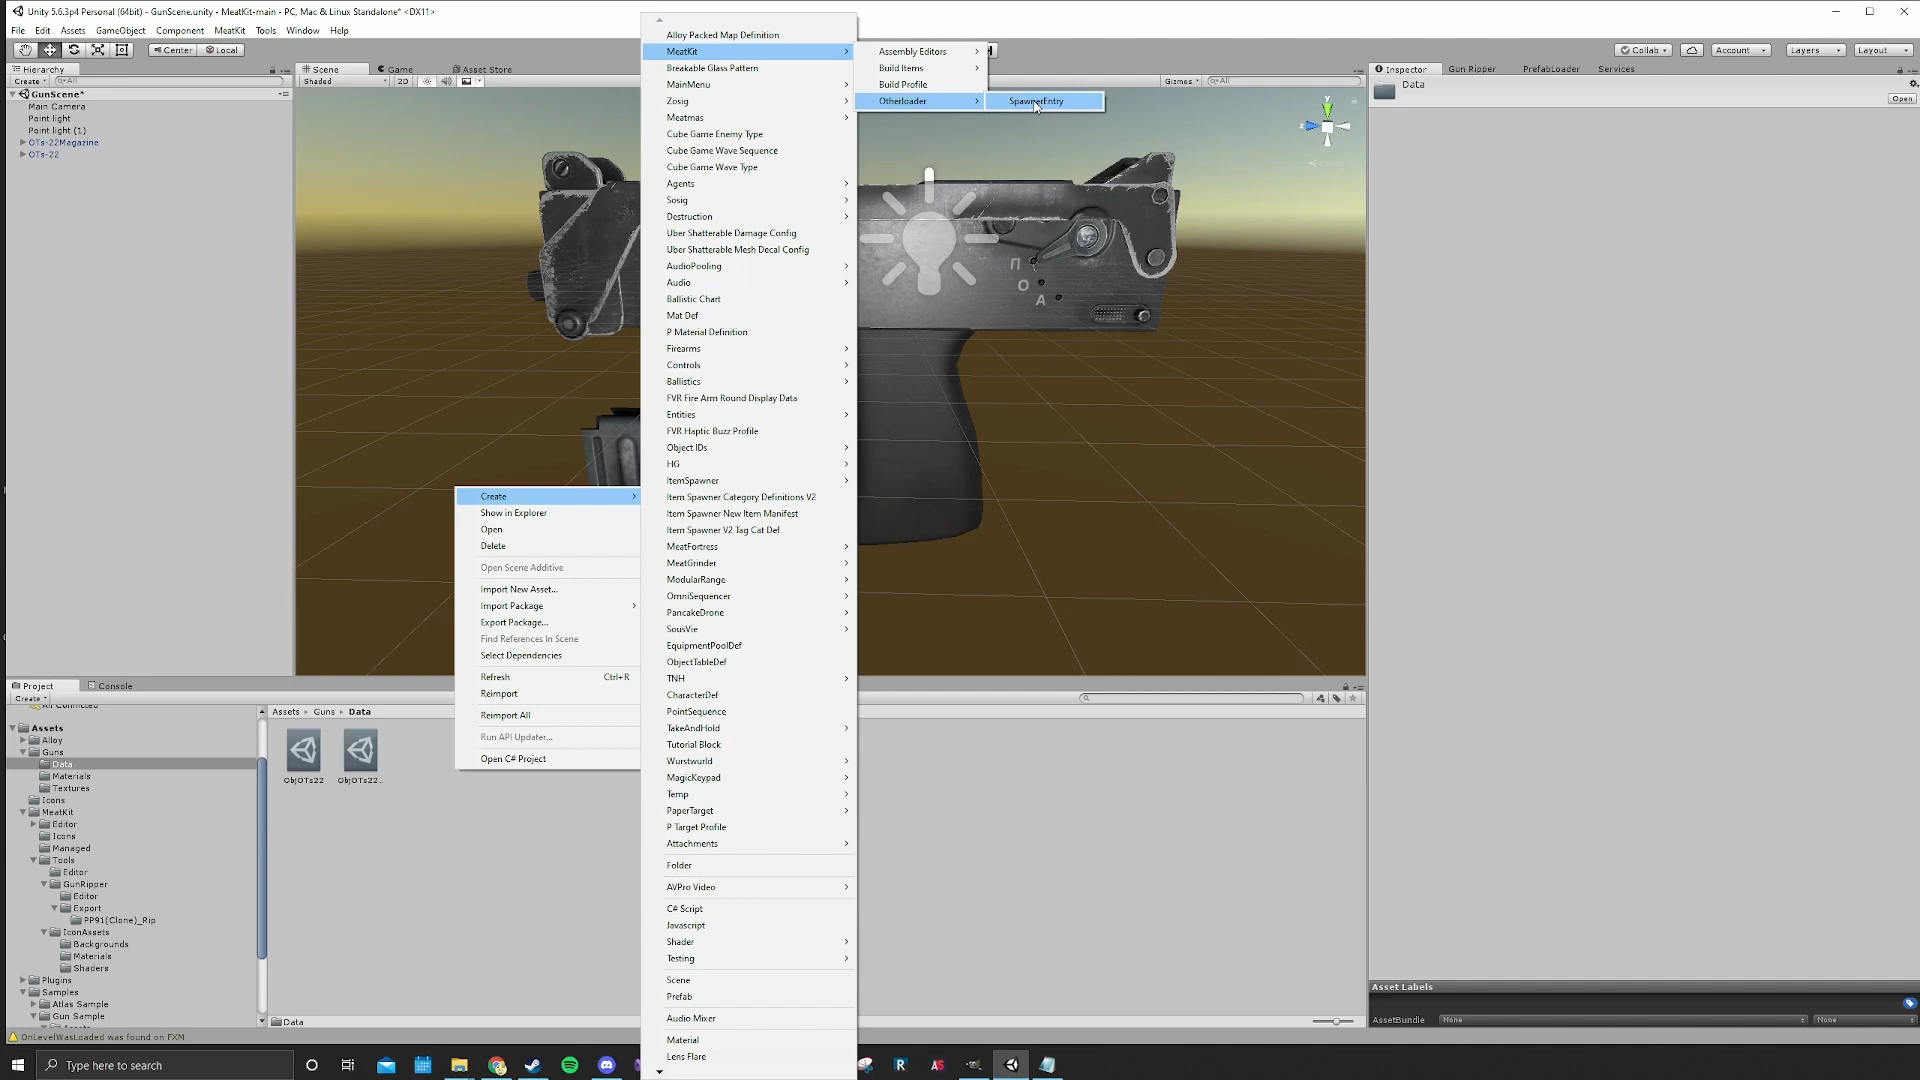 Unity 5.6.3p4 Personal (64bit) - GunScene.unity - MeatKit-main - PC, Mac & Linux Standalone* <DX11>
File Edit Assets GameObject Component MeatKit Tools Window Help
Center Local
Collab Account Layers Layout
Hierarchy
Create All
GunScene*
Main Camera
Point light
Point light (1)
OTs-22Magazine
OTs-22
Scene Game Asset Store
Shaded 2D Gizmos All
П
О
А
Alloy Packed Map Definition
MeatKit
Breakable Glass Pattern
MainMenu
Zosig
Meatmas
Cube Game Enemy Type
Cube Game Wave Sequence
Cube Game Wave Type
Agents
Sosig
Destruction
Uber Shatterable Damage Config
Uber Shatterable Mesh Decal Config
AudioPooling
Audio
Ballistic Chart
Mat Def
P Material Definition
Firearms
Controls
Ballistics
FVR Fire Arm Round Display Data
Entities
FVR Haptic Buzz Profile
Object IDs
HG
ItemSpawner
Item Spawner Category Definitions V2
Item Spawner New Item Manifest
Item Spawner V2 Tag Cat Def
MeatFortress
MeatGrinder
ModularRange
OmniSequencer
PancakeDrone
SousVie
EquipmentPoolDef
ObjectTableDef
TNH
CharacterDef
PointSequence
TakeAndHold
Tutorial Block
Wurstwurld
MagicKeypad
Temp
PaperTarget
P Target Profile
Attachments
Folder
AVPro Video
C# Script
Javascript
Shader
Testing
Scene
Prefab
Audio Mixer
Material
Lens Flare
Assembly Editors
Build Items
Build Profile
Otherloader
SpawnerEntry
Create
Show in Explorer
Open
Delete
Open Scene Additive
Import New Asset...
Import Package
Export Package...
Find References In Scene
Select Dependencies
Refresh Ctrl+R
Reimport
Reimport All
Run API Updater...
Open C# Project
Inspector Gun Ripper PrefabLoader Services
Data
Open
Asset Labels
AssetBundle None None
Project Console
Create
All Conflicted
Assets
Alloy
Guns
Data
Materials
Textures
Icons
MeatKit
Editor
Icons
Managed
Tools
Editor
GunRipper
Editor
Export
PP91(Clone)_Rip
IconAssets
Backgrounds
Materials
Shaders
Plugins
Samples
Atlas Sample
Gun Sample
Assets Guns Data
ObjOTs22 ObjOTs22...
Data
OnLevelWasLoaded was found on FXM
Type here to search